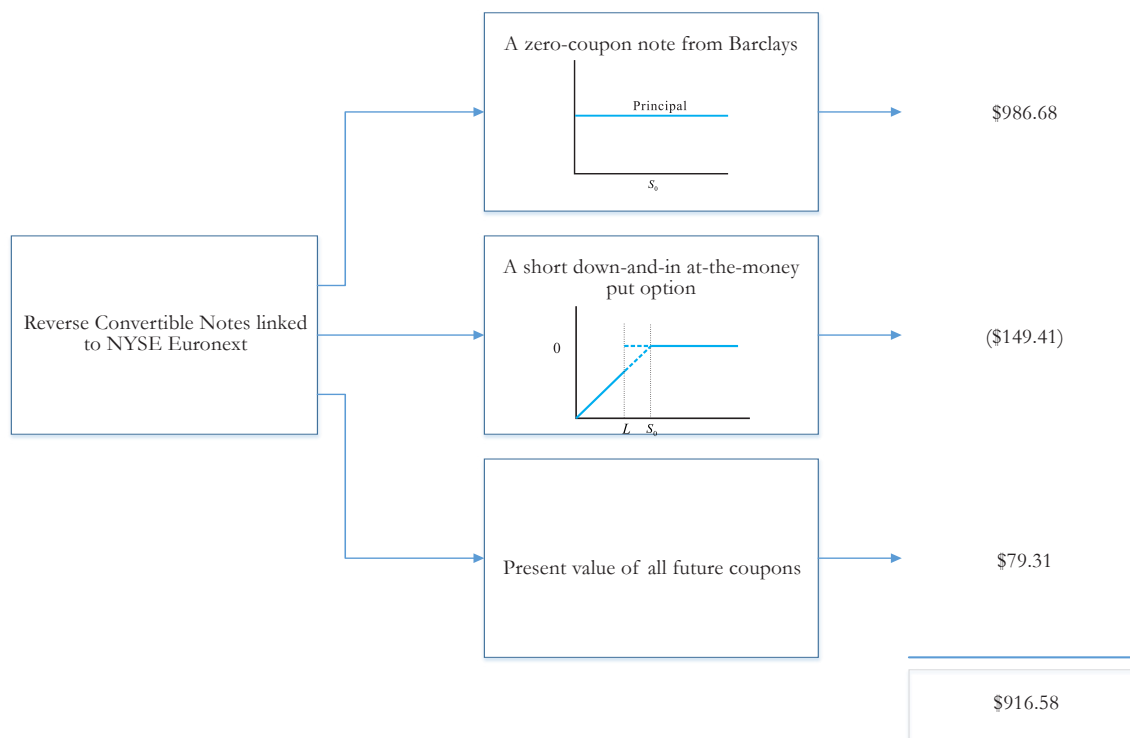 A zero-coupon note from Barclays
Principal
S₀
$986.68
Reverse Convertible Notes linked
to NYSE Euronext
A short down-and-in at-the-money
put option
0
L S₀
($149.41)
Present value of all future coupons
$79.31
$916.58